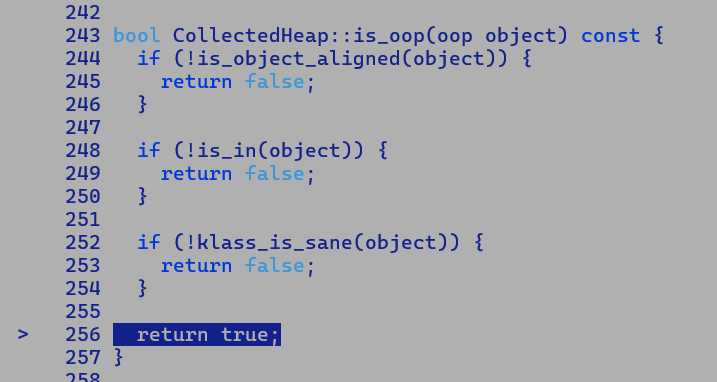 242
243 bool CollectedHeap::is_oop(oop object) const {
244   if (!is_object_aligned(object)) {
245     return false;
246   }
247
248   if (!is_in(object)) {
249     return false;
250   }
251
252   if (!klass_is_sane(object)) {
253     return false;
254   }
255
> 256   return true;
257 }
258